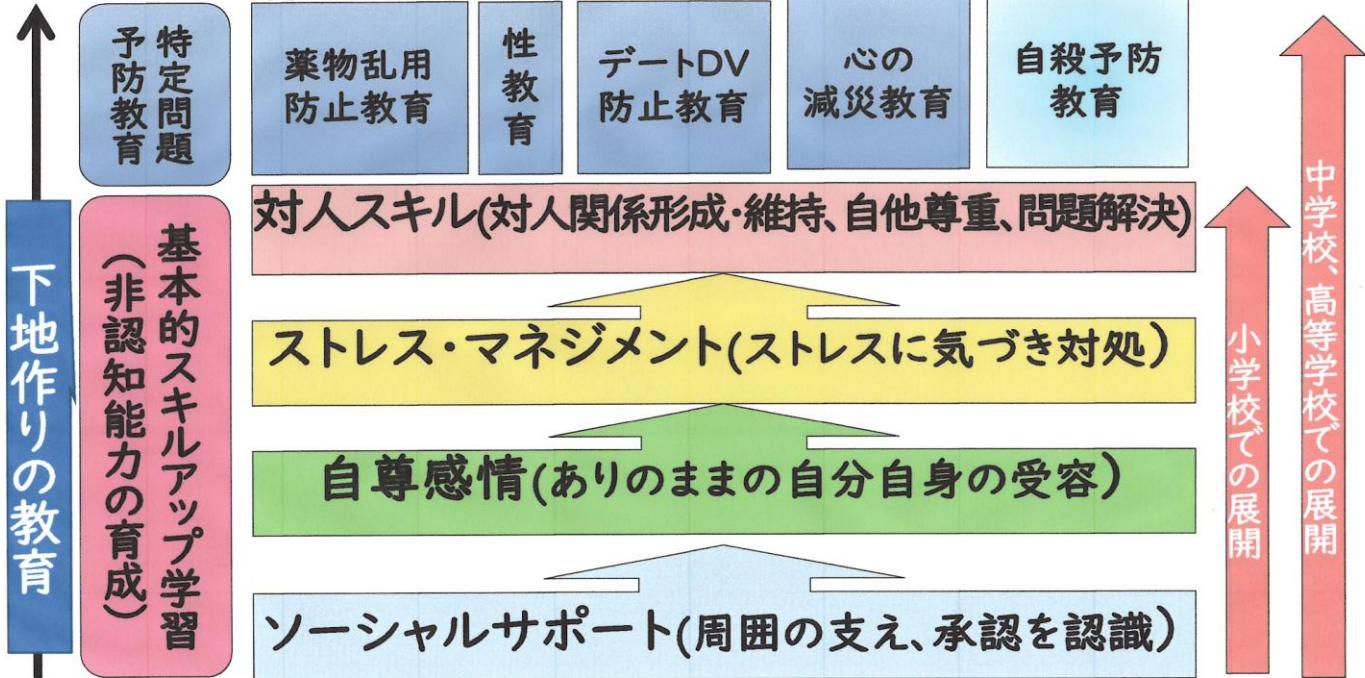 特定問題
予防教育
薬物乱用
防止教育
性教育
デートDV
防止教育
心の
減災教育
自殺予防
教育
下地作りの教育
基本的スキルアップ学習
(非認知能力の育成)
対人スキル(対人関係形成・維持、自他尊重、問題解決)
ストレス・マネジメント(ストレスに気づき対処)
自尊感情(ありのままの自分自身の受容)
ソーシャルサポート(周囲の支え、承認を認識)
小学校での展開
中学校、高等学校での展開